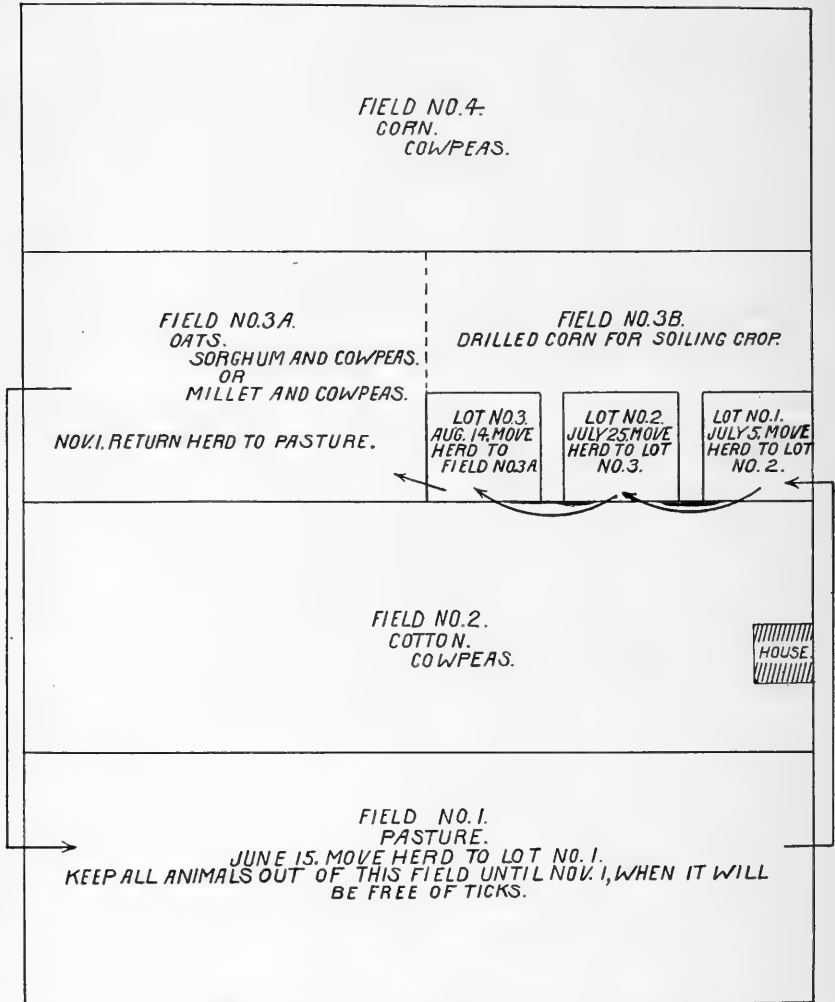 FIELD NO.4.
CORN.
COWPEAS.
FIELD NO.3A.
OATS.
SORGHUM AND COWPEAS.
OR
MILLET AND COWPEAS.
NOV.1. RETURN HERD TO PASTURE.
FIELD NO.3B.
DRILLED CORN FOR SOILING CROP.
LOT NO.3.
AUG. 14. MOVE
HERD TO
FIELD NO.3A
LOT NO.2.
JULY 25. MOVE
HERD TO LOT
NO.3.
LOT NO.1.
JULY 5. MOVE
HERD TO LOT
NO. 2.
FIELD NO.2.
COTTON.
COWPEAS.
HOUSE.
FIELD NO.1.
PASTURE.
JUNE 15. MOVE HERD TO LOT NO.1.
KEEP ALL ANIMALS OUT OF THIS FIELD UNTIL NOV. 1, WHEN IT WILL
BE FREE OF TICKS.